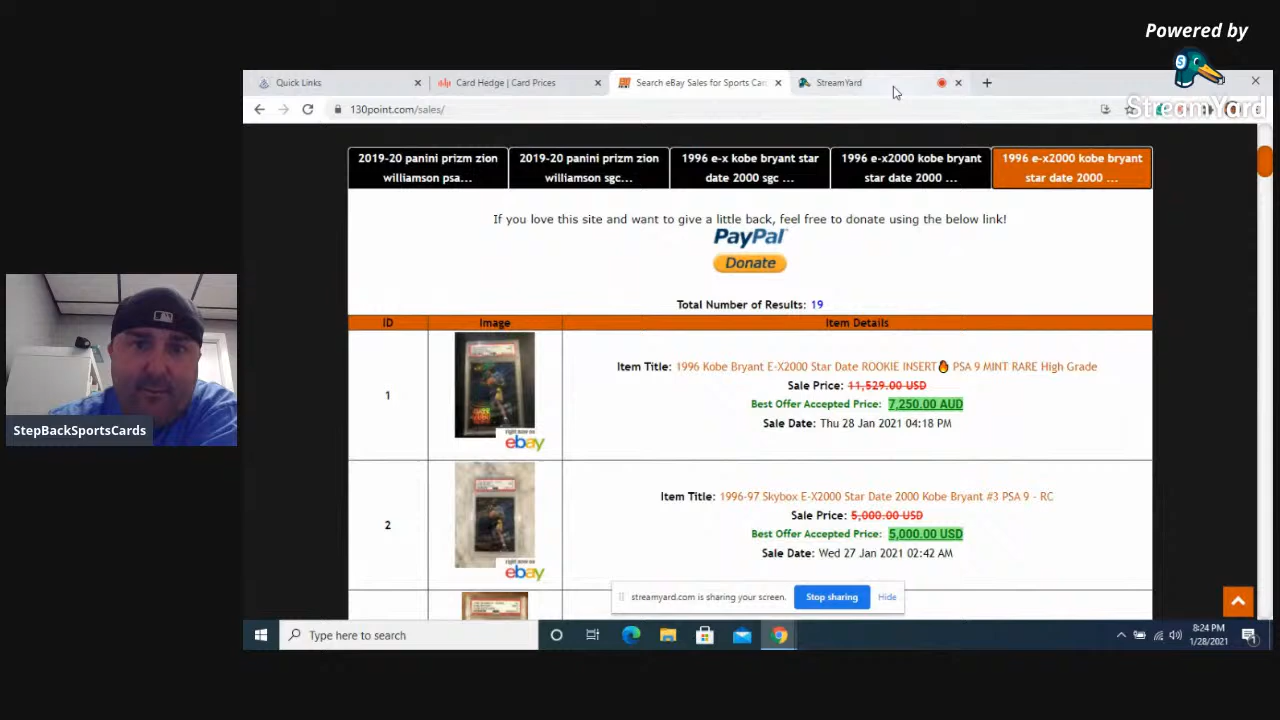 Powered by
StreamYard
Quick Links
Card Hedge | Card Prices
Search eBay Sales for Sports Car
StreamYard
130point.com/sales/
2019-20 panini prizm zion williamson psa...
2019-20 panini prizm zion williamson sgc...
1996 e-x kobe bryant star date 2000 sgc ...
1996 e-x2000 kobe bryant star date 2000 ...
1996 e-x2000 kobe bryant star date 2000 ...
If you love this site and want to give a little back, feel free to donate using the below link!
PayPal
Donate
Total Number of Results: 19
ID Image Item Details
1
Item Title: 1996 Kobe Bryant E-X2000 Star Date ROOKIE INSERT🔥 PSA 9 MINT RARE High Grade
Sale Price: 11,529.00 USD
Best Offer Accepted Price: 7,250.00 AUD
Sale Date: Thu 28 Jan 2021 04:18 PM
right now on
ebay
2
Item Title: 1996-97 Skybox E-X2000 Star Date 2000 Kobe Bryant #3 PSA 9 - RC
Sale Price: 5,000.00 USD
Best Offer Accepted Price: 5,000.00 USD
Sale Date: Wed 27 Jan 2021 02:42 AM
right now on
ebay
StepBackSportsCards
streamyard.com is sharing your screen.
Stop sharing
Hide
Type here to search
8:24 PM
1/28/2021